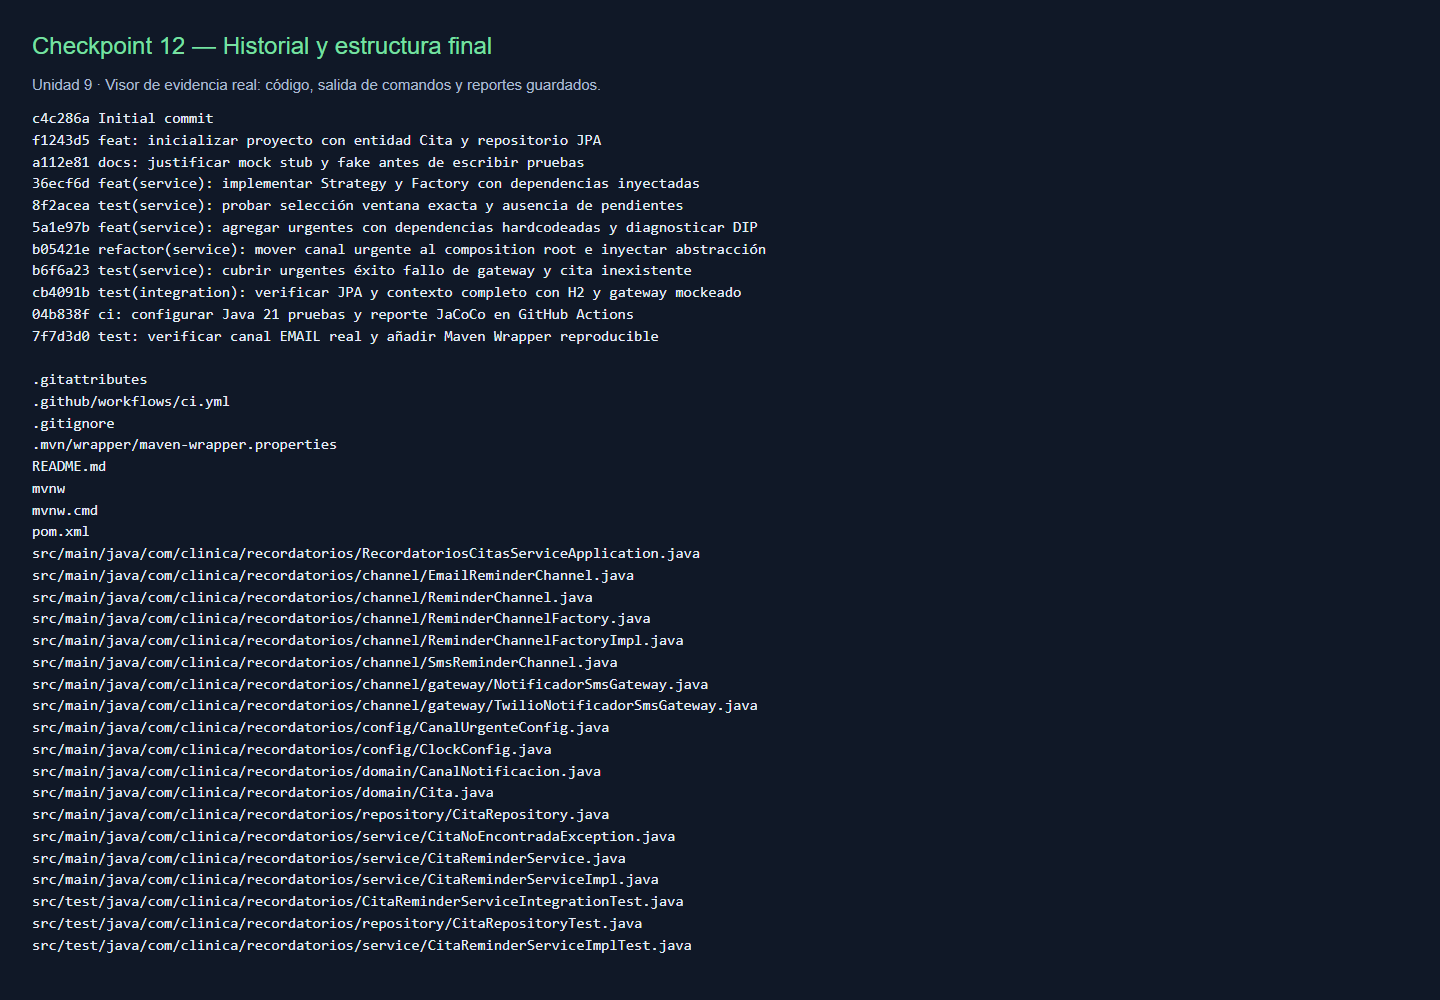 Checkpoint 12 — Historial y estructura final
Unidad 9 · Visor de evidencia real: código, salida de comandos y reportes guardados.
c4c286a Initial commit
f1243d5 feat: inicializar proyecto con entidad Cita y repositorio JPA
a112e81 docs: justificar mock stub y fake antes de escribir pruebas
36ecf6d feat(service): implementar Strategy y Factory con dependencias inyectadas
8f2acea test(service): probar selección ventana exacta y ausencia de pendientes
5a1e97b feat(service): agregar urgentes con dependencias hardcodeadas y diagnosticar DIP
b05421e refactor(service): mover canal urgente al composition root e inyectar abstracción
b6f6a23 test(service): cubrir urgentes éxito fallo de gateway y cita inexistente
cb4091b test(integration): verificar JPA y contexto completo con H2 y gateway mockeado
04b838f ci: configurar Java 21 pruebas y reporte JaCoCo en GitHub Actions
7f7d3d0 test: verificar canal EMAIL real y añadir Maven Wrapper reproducible
.gitattributes
.github/workflows/ci.yml
.gitignore
.mvn/wrapper/maven-wrapper.properties
README.md
mvnw
mvnw.cmd
pom.xml
src/main/java/com/clinica/recordatorios/RecordatoriosCitasServiceApplication.java
src/main/java/com/clinica/recordatorios/channel/EmailReminderChannel.java
src/main/java/com/clinica/recordatorios/channel/ReminderChannel.java
src/main/java/com/clinica/recordatorios/channel/ReminderChannelFactory.java
src/main/java/com/clinica/recordatorios/channel/ReminderChannelFactoryImpl.java
src/main/java/com/clinica/recordatorios/channel/SmsReminderChannel.java
src/main/java/com/clinica/recordatorios/channel/gateway/NotificadorSmsGateway.java
src/main/java/com/clinica/recordatorios/channel/gateway/TwilioNotificadorSmsGateway.java
src/main/java/com/clinica/recordatorios/config/CanalUrgenteConfig.java
src/main/java/com/clinica/recordatorios/config/ClockConfig.java
src/main/java/com/clinica/recordatorios/domain/CanalNotificacion.java
src/main/java/com/clinica/recordatorios/domain/Cita.java
src/main/java/com/clinica/recordatorios/repository/CitaRepository.java
src/main/java/com/clinica/recordatorios/service/CitaNoEncontradaException.java
src/main/java/com/clinica/recordatorios/service/CitaReminderService.java
src/main/java/com/clinica/recordatorios/service/CitaReminderServiceImpl.java
src/test/java/com/clinica/recordatorios/CitaReminderServiceIntegrationTest.java
src/test/java/com/clinica/recordatorios/repository/CitaRepositoryTest.java
src/test/java/com/clinica/recordatorios/service/CitaReminderServiceImplTest.java